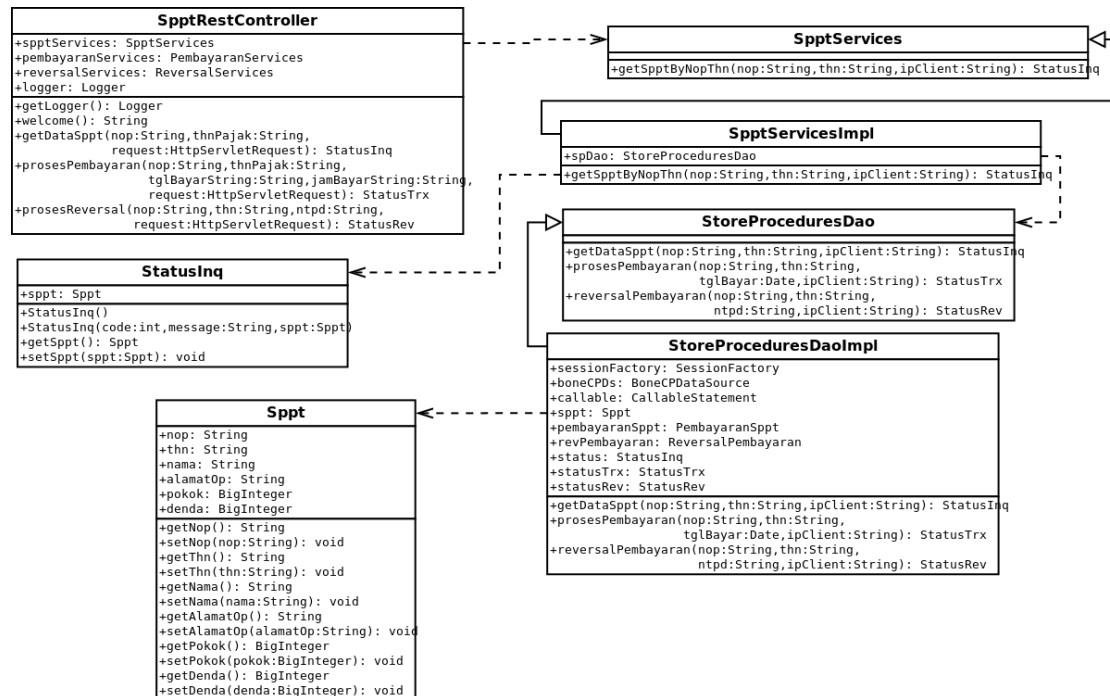 SpptRestController
+spptServices: SpptServices
+pembayaranServices: PembayaranServices
+reversalServices: ReversalServices
+logger: Logger
+getLogger(): Logger
+welcome(): String
+getDataSppt(nop:String,thnPajak:String,
request:HttpServletRequest): StatusInq
+prosesPembayaran(nop:String,thnPajak:String,
tglBayarString:String,jamBayarString:String,
request:HttpServletRequest): StatusTrx
+prosesReversal(nop:String,thn:String,ntpd:String,
request:HttpServletRequest): StatusRev
SpptServices
+getSpptByNopThn(nop:String,thn:String,ipClient:String): StatusInq
SpptServicesImpl
+spDao: StoreProceduresDao
+getSpptByNopThn(nop:String,thn:String,ipClient:String): StatusInq
StoreProceduresDao
+getDataSppt(nop:String,thn:String,ipClient:String): StatusInq
+prosesPembayaran(nop:String,thn:String,
tglBayar:Date,ipClient:String): StatusTrx
+reversalPembayaran(nop:String,thn:String,
ntpd:String,ipClient:String): StatusRev
StatusInq
+sppt: Sppt
+StatusInq()
+StatusInq(code:int,message:String,sppt:Sppt)
+getSppt(): Sppt
+setSppt(sppt:Sppt): void
StoreProceduresDaoImpl
+sessionFactory: SessionFactory
+boneCPDs: BoneCPDataSource
+callable: CallableStatement
+sppt: Sppt
+pembayaranSppt: PembayaranSppt
+revPembayaran: ReversalPembayaran
+status: StatusInq
+statusTrx: StatusTrx
+statusRev: StatusRev
+getDataSppt(nop:String,thn:String,ipClient:String): StatusInq
+prosesPembayaran(nop:String,thn:String,
tglBayar:Date,ipClient:String): StatusTrx
+reversalPembayaran(nop:String,thn:String,
ntpd:String,ipClient:String): StatusRev
Sppt
+nop: String
+thn: String
+nama: String
+alamatOp: String
+pokok: BigInteger
+denda: BigInteger
+getNop(): String
+setNop(nop:String): void
+getThn(): String
+setThn(thn:String): void
+getNama(): String
+setNama(nama:String): void
+getAlamatOp(): String
+setAlamatOp(alamatOp:String): void
+getPokok(): BigInteger
+setPokok(pokok:BigInteger): void
+getDenda(): BigInteger
+setDenda(denda:BigInteger): void